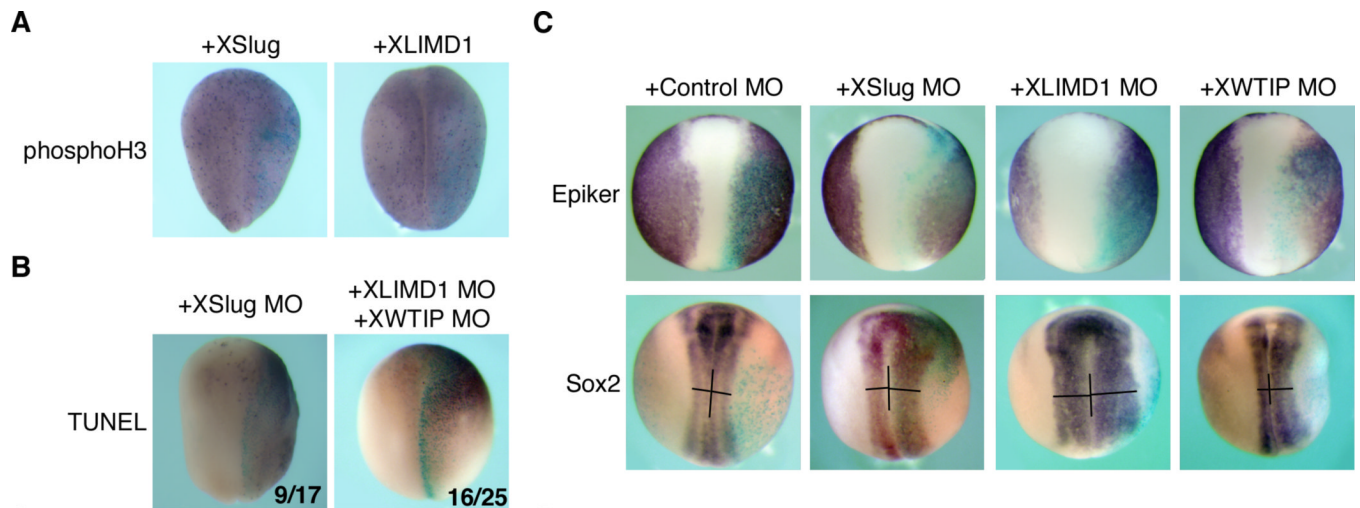 A
+XSlug +XLIMD1
phosphoH3
B
+XSlug MO
+XLIMD1 MO
+XWTIP MO
TUNEL
9/17
16/25
C
+Control MO +XSlug MO +XLIMD1 MO +XWTIP MO
Epiker
Sox2